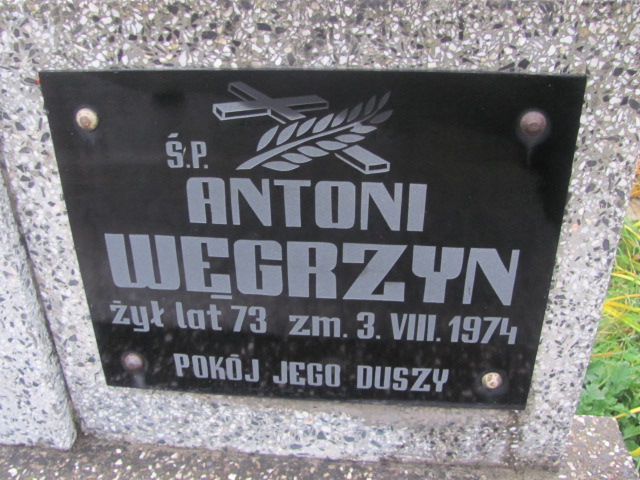 Ś.P.
ANTONI
WĘGRZYN
żył lat 73 zm. 3. VIII. 1974
POKÓJ JEGO DUSZY